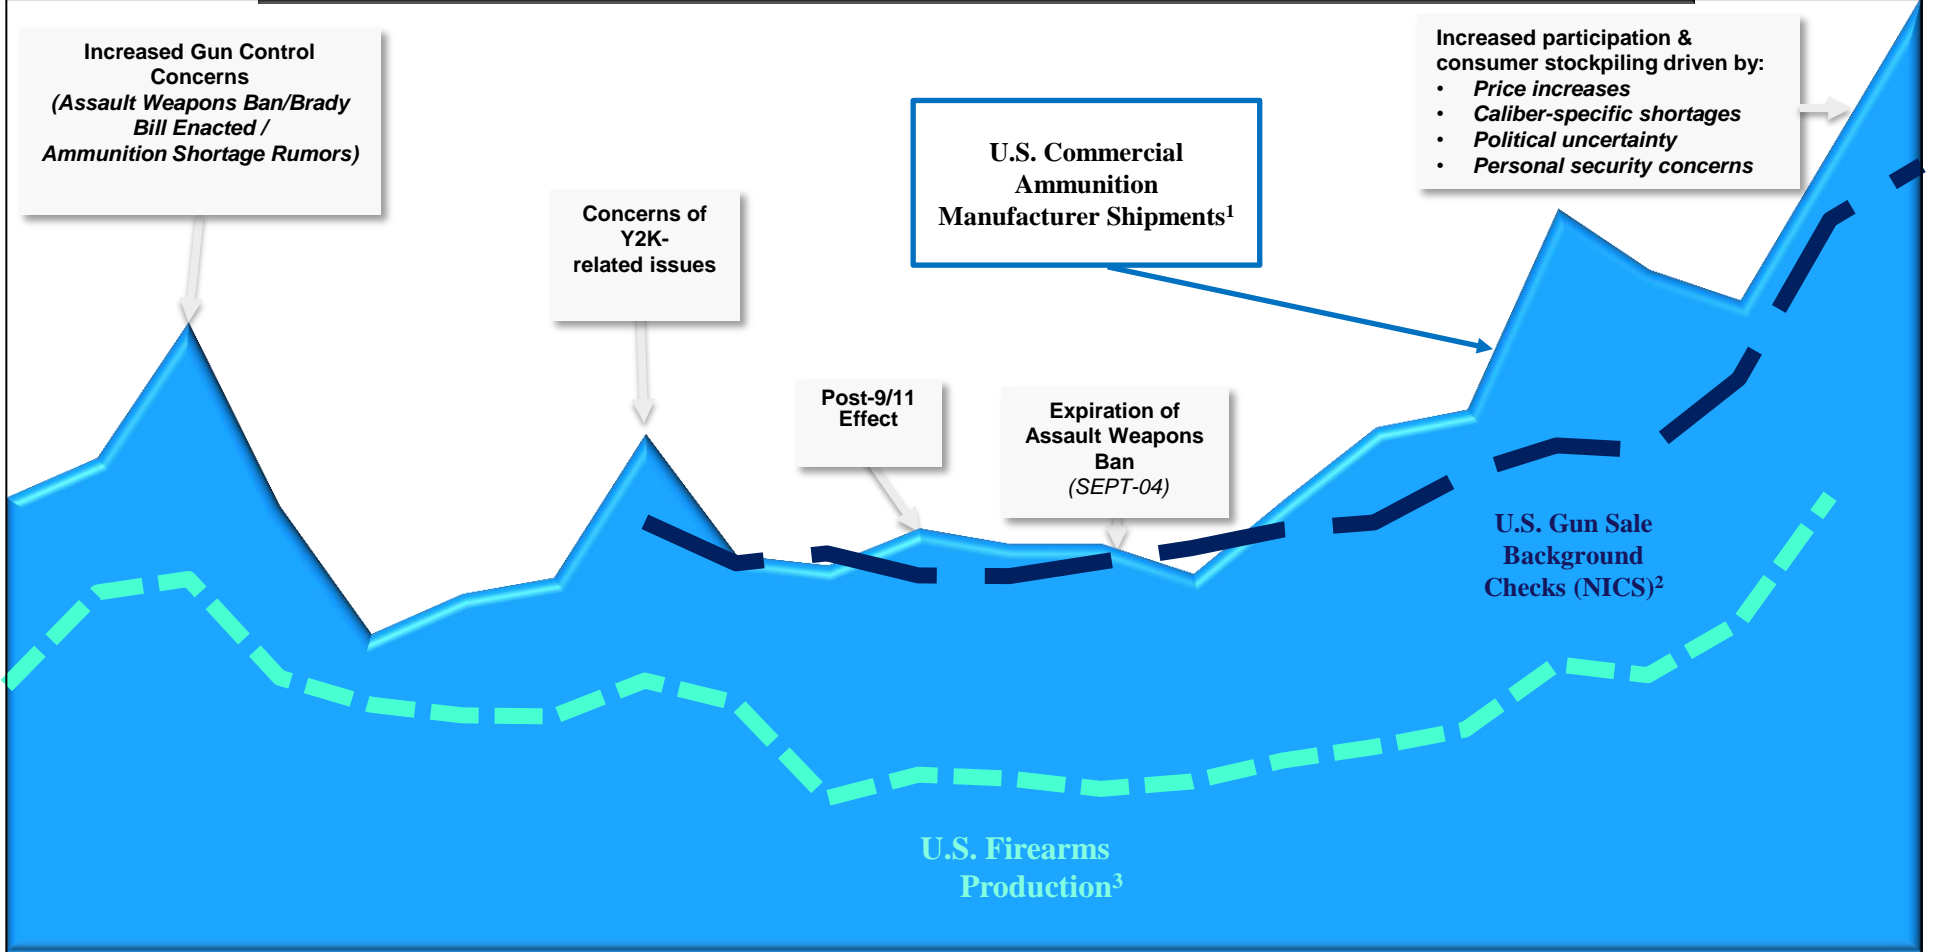 Increased Gun Control
Concerns
(Assault Weapons Ban/Brady
Bill Enacted /
Ammunition Shortage Rumors)
Concerns of
Y2K-
related issues
Post-9/11
Effect
U.S. Commercial
Ammunition
Manufacturer Shipments¹
Expiration of
Assault Weapons
Ban
(SEPT-04)
Increased participation &
consumer stockpiling driven by:
• Price increases
• Caliber-specific shortages
• Political uncertainty
• Personal security concerns
U.S. Gun Sale
Background
Checks (NICS)²
U.S. Firearms
Production³